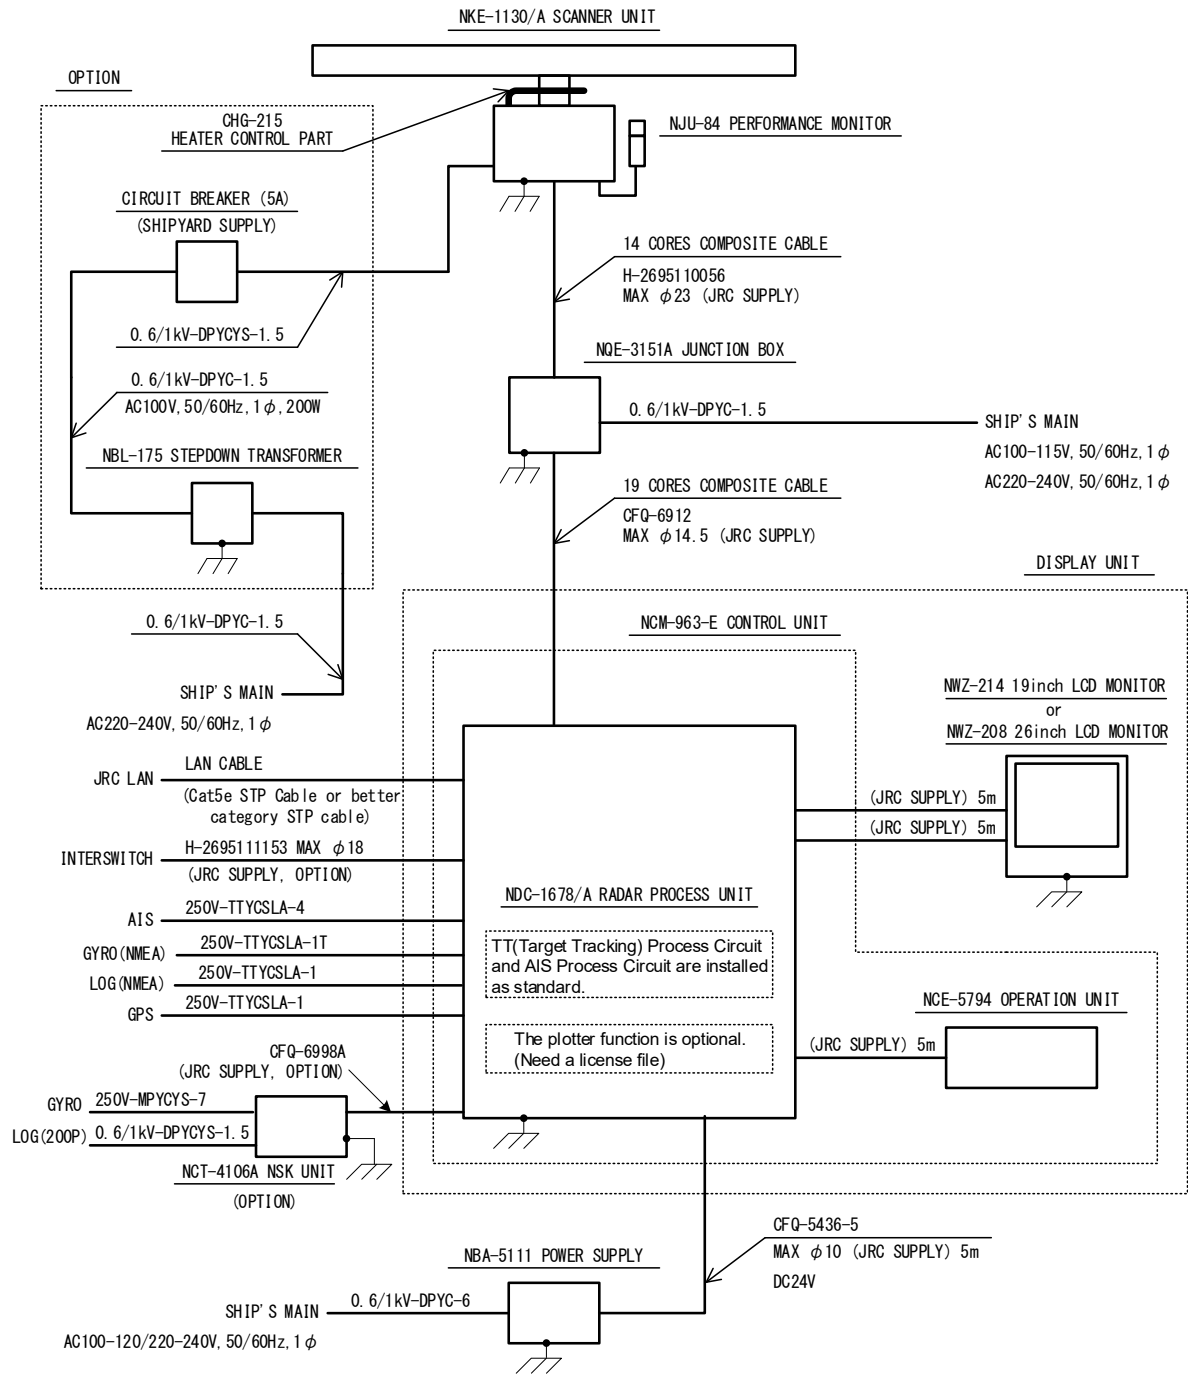 NKE-1130/A SCANNER UNIT
OPTION
CHG-215
HEATER CONTROL PART
NJU-84 PERFORMANCE MONITOR
CIRCUIT BREAKER (5A)
(SHIPYARD SUPPLY)
14 CORES COMPOSITE CABLE
H-2695110056
MAX φ23 (JRC SUPPLY)
0.6/1kV-DPYCYS-1.5
NQE-3151A JUNCTION BOX
0.6/1kV-DPYC-1.5
AC100V, 50/60Hz, 1φ, 200W
0.6/1kV-DPYC-1.5
SHIP'S MAIN
AC100-115V, 50/60Hz, 1φ
AC220-240V, 50/60Hz, 1φ
NBL-175 STEPDOWN TRANSFORMER
19 CORES COMPOSITE CABLE
CFQ-6912
MAX φ14.5 (JRC SUPPLY)
DISPLAY UNIT
0.6/1kV-DPYC-1.5
NCM-963-E CONTROL UNIT
SHIP'S MAIN
AC220-240V, 50/60Hz, 1φ
NWZ-214 19inch LCD MONITOR
or
NWZ-208 26inch LCD MONITOR
JRC LAN
LAN CABLE
(Cat5e STP Cable or better
category STP cable)
(JRC SUPPLY) 5m
(JRC SUPPLY) 5m
INTERSWITCH
H-2695111153 MAX φ18
(JRC SUPPLY, OPTION)
NDC-1678/A RADAR PROCESS UNIT
AIS
250V-TTYCSLA-4
GYRO(NMEA)
250V-TTYCSLA-1T
LOG(NMEA)
250V-TTYCSLA-1
GPS
250V-TTYCSLA-1
TT(Target Tracking) Process Circuit
and AIS Process Circuit are installed
as standard.
NCE-5794 OPERATION UNIT
The plotter function is optional.
(Need a license file)
(JRC SUPPLY) 5m
CFQ-6998A
(JRC SUPPLY, OPTION)
GYRO
250V-MPYCYS-7
LOG(200P)
0.6/1kV-DPYCYS-1.5
NCT-4106A NSK UNIT
(OPTION)
CFQ-5436-5
MAX φ10 (JRC SUPPLY) 5m
DC24V
NBA-5111 POWER SUPPLY
SHIP'S MAIN
0.6/1kV-DPYC-6
AC100-120/220-240V, 50/60Hz, 1φ